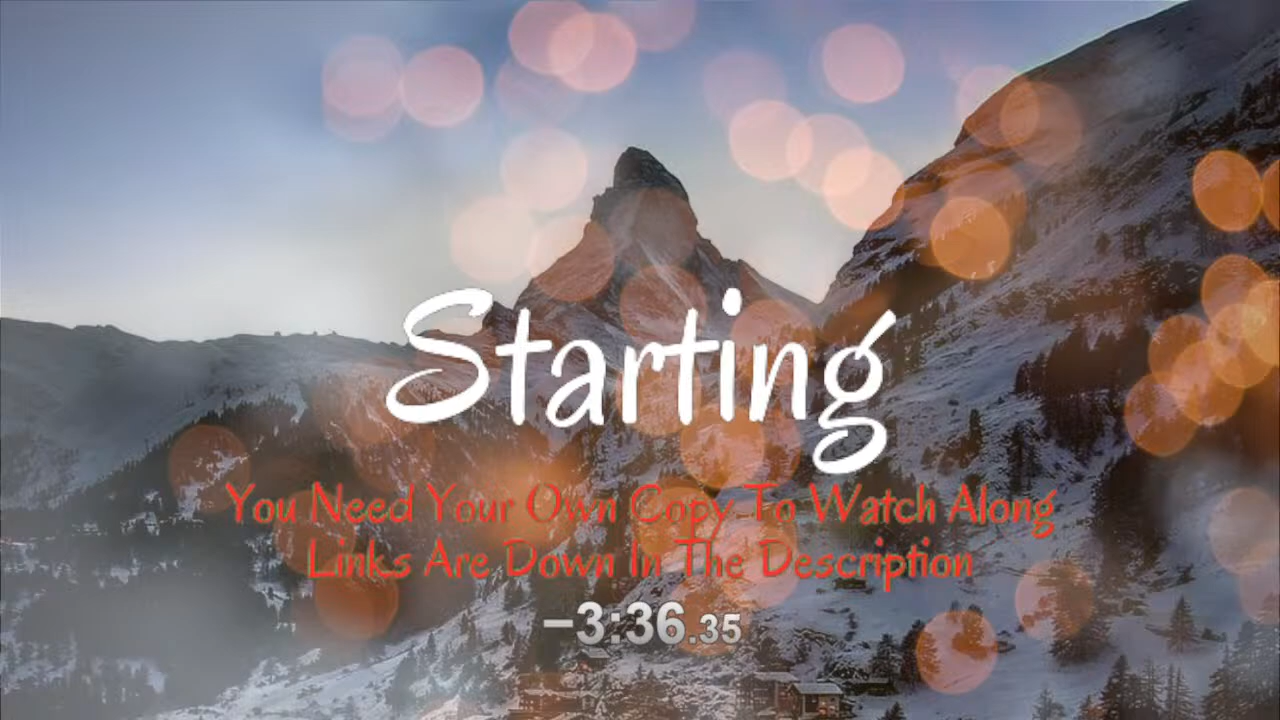 Starting
You Need Your Own Copy To Watch Along
Links Are Down In The Description
−3:36.35